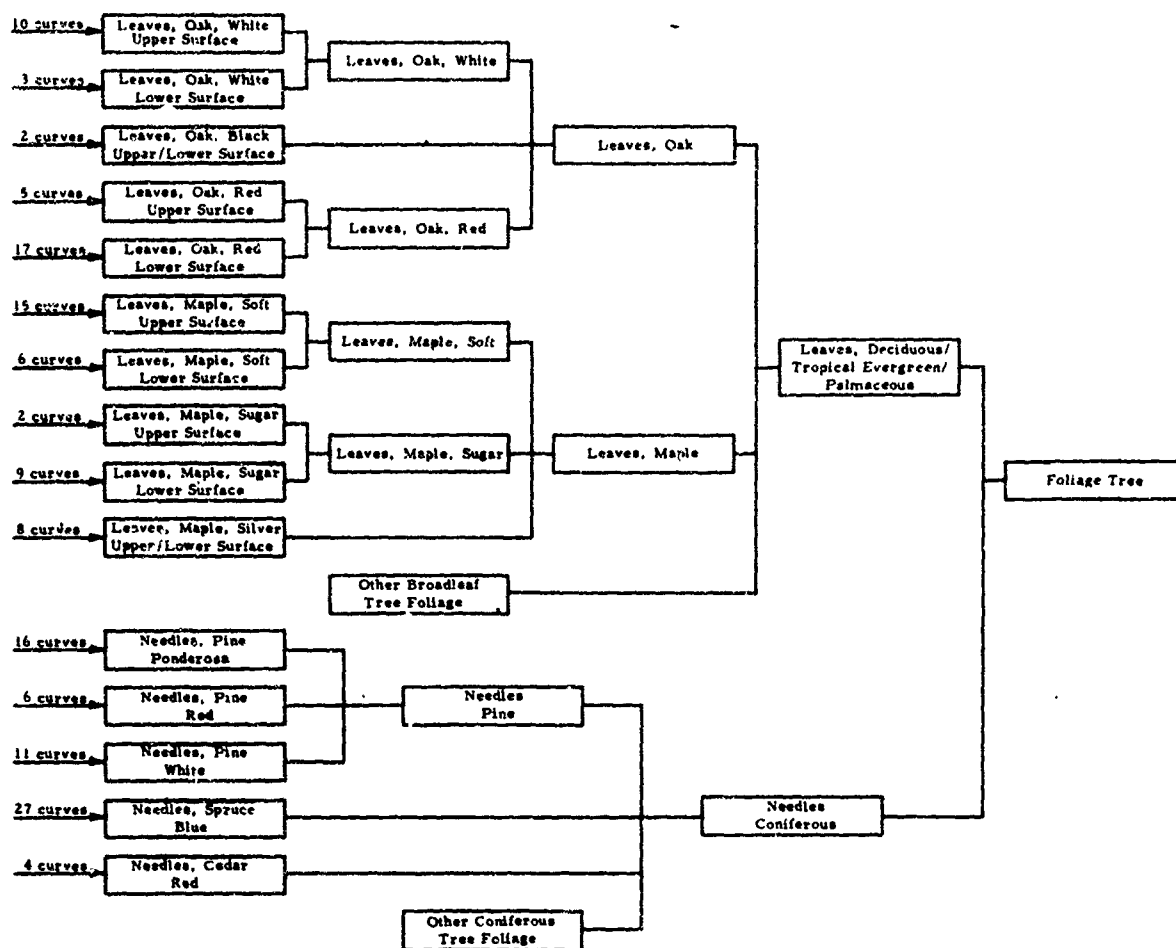 10 curves
Leaves, Oak, White
Upper Surface
3 curves
Leaves, Oak, White
Lower Surface
Leaves, Oak, White
2 curves
Leaves, Oak, Black
Upper/Lower Surface
Leaves, Oak
5 curves
Leaves, Oak, Red
Upper Surface
17 curves
Leaves, Oak, Red
Lower Surface
Leaves, Oak, Red
15 curves
Leaves, Maple, Soft
Upper Surface
6 curves
Leaves, Maple, Soft
Lower Surface
Leaves, Maple, Soft
2 curves
Leaves, Maple, Sugar
Upper Surface
9 curves
Leaves, Maple, Sugar
Lower Surface
Leaves, Maple, Sugar
Leaves, Maple
8 curves
Leaves, Maple, Silver
Upper/Lower Surface
Other Broadleaf
Tree Foliage
Leaves, Deciduous/
Tropical Evergreen/
Palmaceous
Foliage Tree
16 curves
Needles, Pine
Ponderosa
6 curves
Needles, Pine
Red
11 curves
Needles, Pine
White
Needles
Pine
27 curves
Needles, Spruce
Blue
Needles
Coniferous
4 curves
Needles, Cedar
Red
Other Coniferous
Tree Foliage